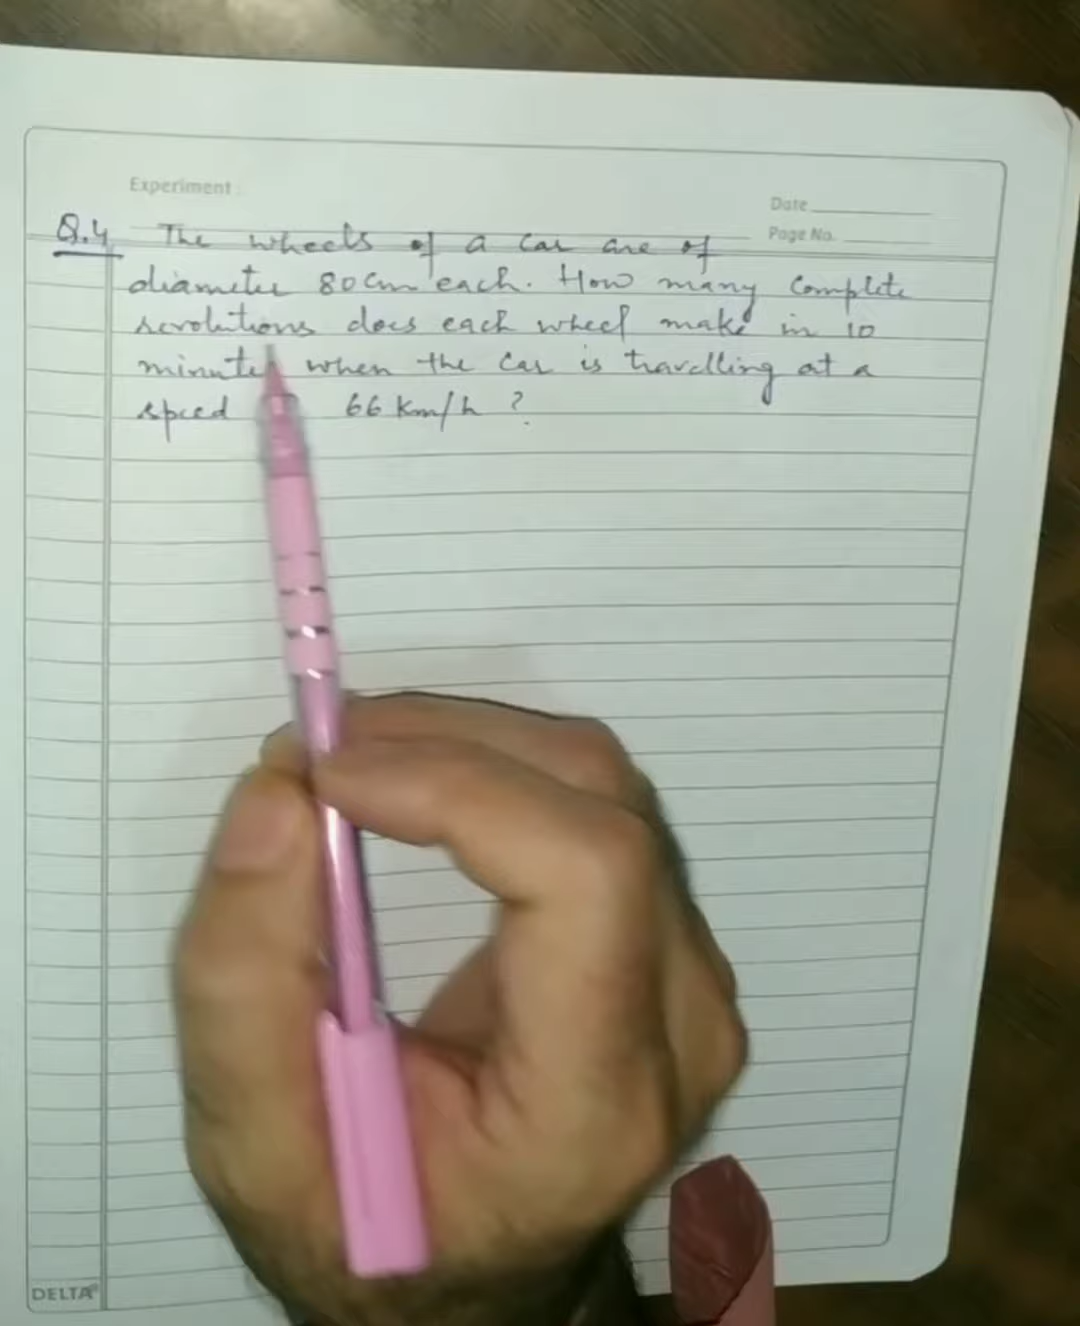 Experiment :
Date
Page No.
Q.4 The wheels of a car are of
diameter 80cm each. How many complete
revolutions does each wheel make in 10
minutes when the car is travelling at a
speed 66 km/h ?
DELTA®